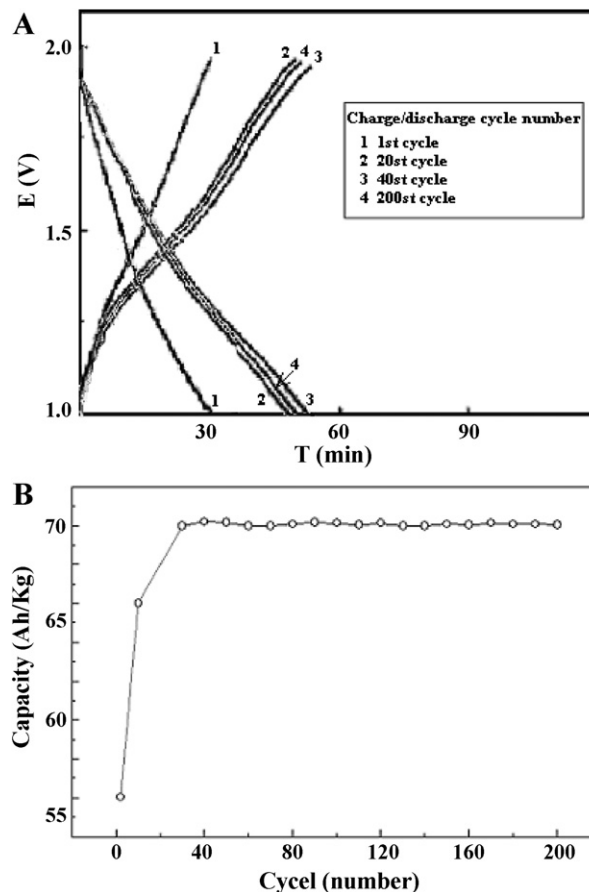 A
E (V)
2.0
1.5
1.0
1
2 4 3
Charge/discharge cycle number
1 1st cycle
2 20st cycle
3 40st cycle
4 200st cycle
4
1
2
3
30
60
90
T (min)
B
Capacity (Ah/Kg)
70
65
60
55
0
40
80
120
160
200
Cycel (number)